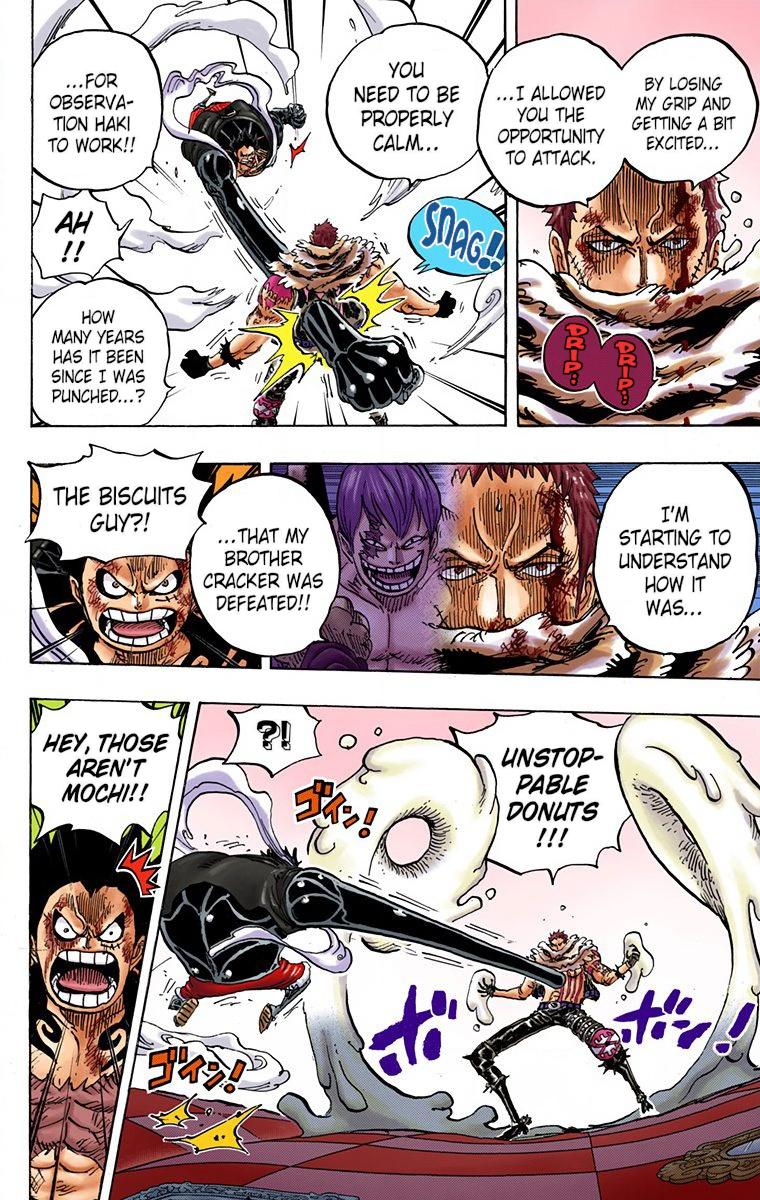 BY LOSING
MY GRIP AND
GETTING A BIT
EXCITED...
...I ALLOWED
YOU THE
OPPORTUNITY
TO ATTACK.
DRIP..
DRIP..
YOU
NEED TO BE
PROPERLY
CALM...
...FOR
OBSERVA-
TION HAKI
TO WORK!!
SNAG!!
AH
!!
HOW
MANY YEARS
HAS IT BEEN
SINCE I WAS
PUNCHED...?
I'M
STARTING TO
UNDERSTAND
HOW IT
WAS...
...THAT MY
BROTHER
CRACKER WAS
DEFEATED!!
THE BISCUITS
GUY?!
UNSTOP-
PABLE
DONUTS
!!!
?!
ゴイン!
ボボン!
ゴイン!
HEY, THOSE
AREN'T
MOCHI!!